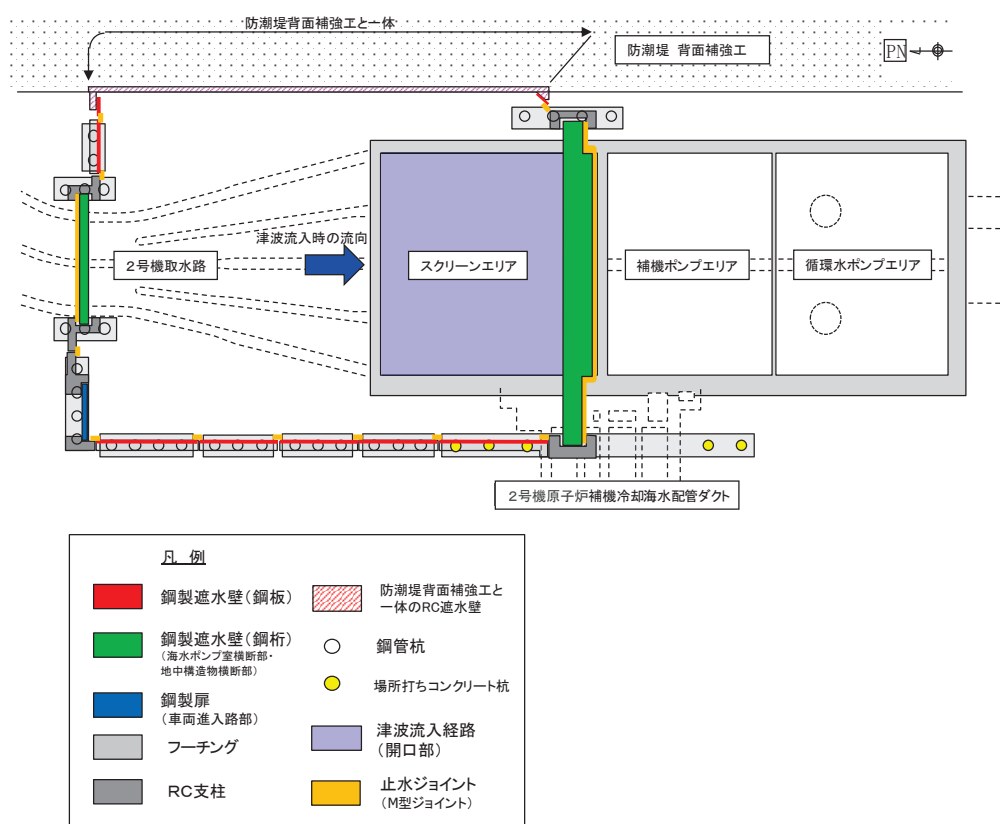 防潮堤背面補強工と一体
防潮堤 背面補強工
PN
津波流入時の流向
2号機取水路
スクリーンエリア
補機ポンプエリア
循環水ポンプエリア
2号機原子炉補機冷却海水配管ダクト
凡 例
鋼製遮水壁(鋼板)
鋼製遮水壁(鋼桁)
(海水ポンプ室横断部・
地中構造物横断部)
鋼製扉
(車両進入路部)
フーチング
RC支柱
防潮堤背面補強工と
一体のRC遮水壁
鋼管杭
場所打ちコンクリート杭
津波流入経路
(開口部)
止水ジョイント
(M型ジョイント)